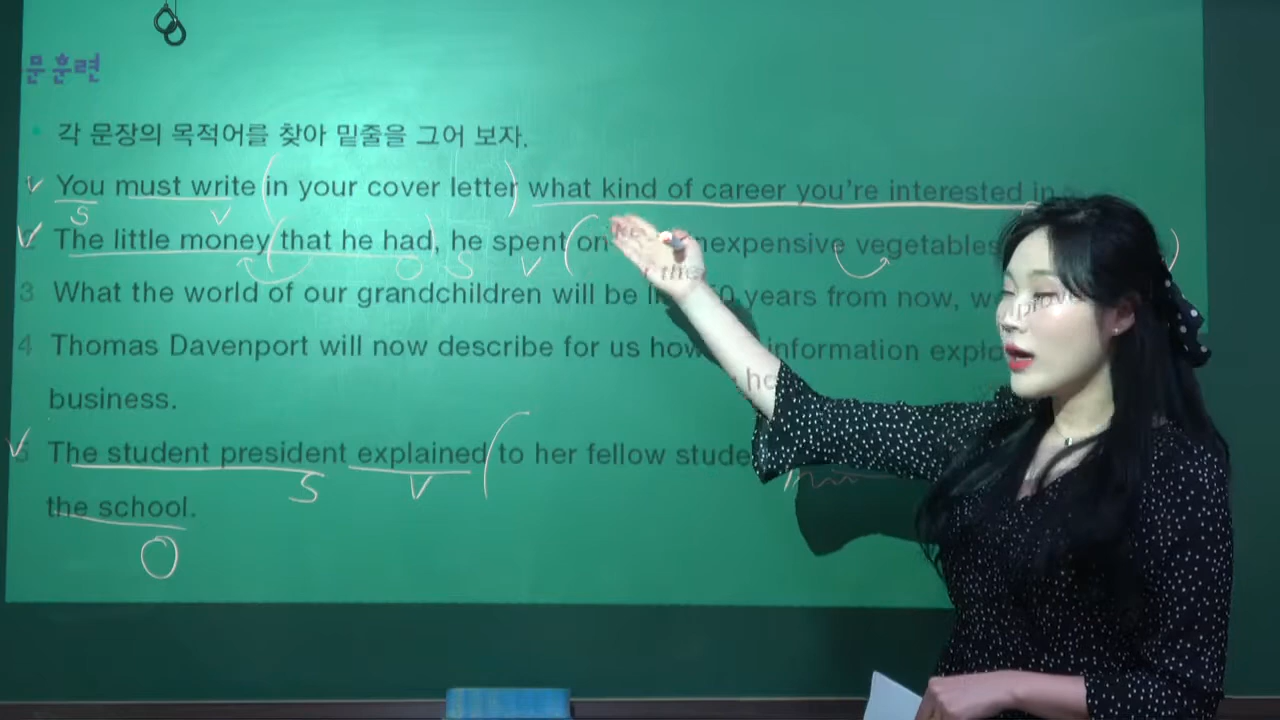 문 훈련
각 문장의 목적어를 찾아 밑줄을 그어 보자.
You must write (in your cover letter) what kind of career you're interested in
S V
2 The little money (that he had), he spent (on inexpensive vegetables )
O S V
3 What the world of our grandchildren will be 50 years from now,
4 Thomas Davenport will now describe for us how information
business.
5 The student president explained (to her fellow
S V
the school.
O